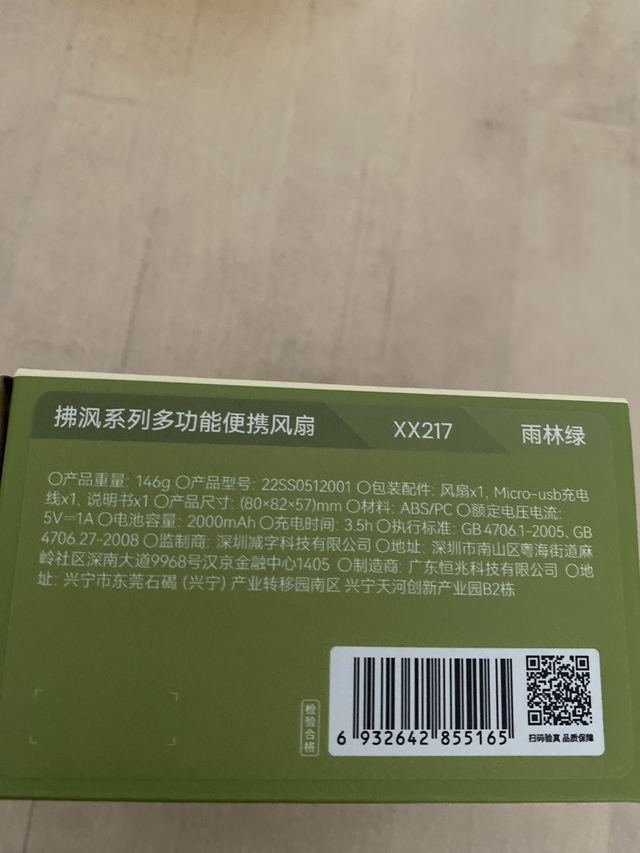 拂沨系列多功能便携风扇 XX217 雨林绿
〇产品重量: 146g 〇产品型号: 22SS0512001 〇包装配件: 风扇x1, Micro-usb充电
线x1, 说明书x1 〇产品尺寸: (80×82×57)mm 〇材料: ABS/PC 〇额定电压电流:
5V⎓1A 〇电池容量: 2000mAh 〇充电时间: 3.5h 〇执行标准: GB 4706.1-2005、GB
4706.27-2008 〇监制商: 深圳减字科技有限公司 〇地址: 深圳市南山区粤海街道麻
岭社区深南大道9968号汉京金融中心1405 〇制造商: 广东恒兆科技有限公司 〇地
址: 兴宁市东莞石碣 (兴宁) 产业转移园南区 兴宁天河创新产业园B2栋
检验合格
6 932642 855165
扫码验真 品质保障